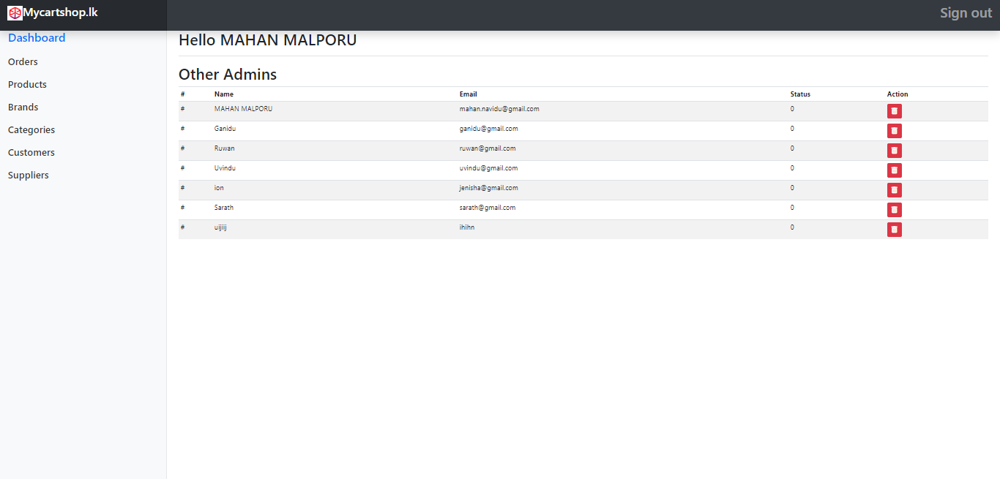 Mycartshop.lk
Sign out
Dashboard
Orders
Products
Brands
Categories
Customers
Suppliers
Hello MAHAN MALPORU
Other Admins
# Name Email Status Action
# MAHAN MALPORU mahan.navidu@gmail.com 0
# Ganidu ganidu@gmail.com 0
# Ruwan ruwan@gmail.com 0
# Uvindu uvindu@gmail.com 0
# ion jenisha@gmail.com 0
# Sarath sarath@gmail.com 0
# uijiij ihihn 0